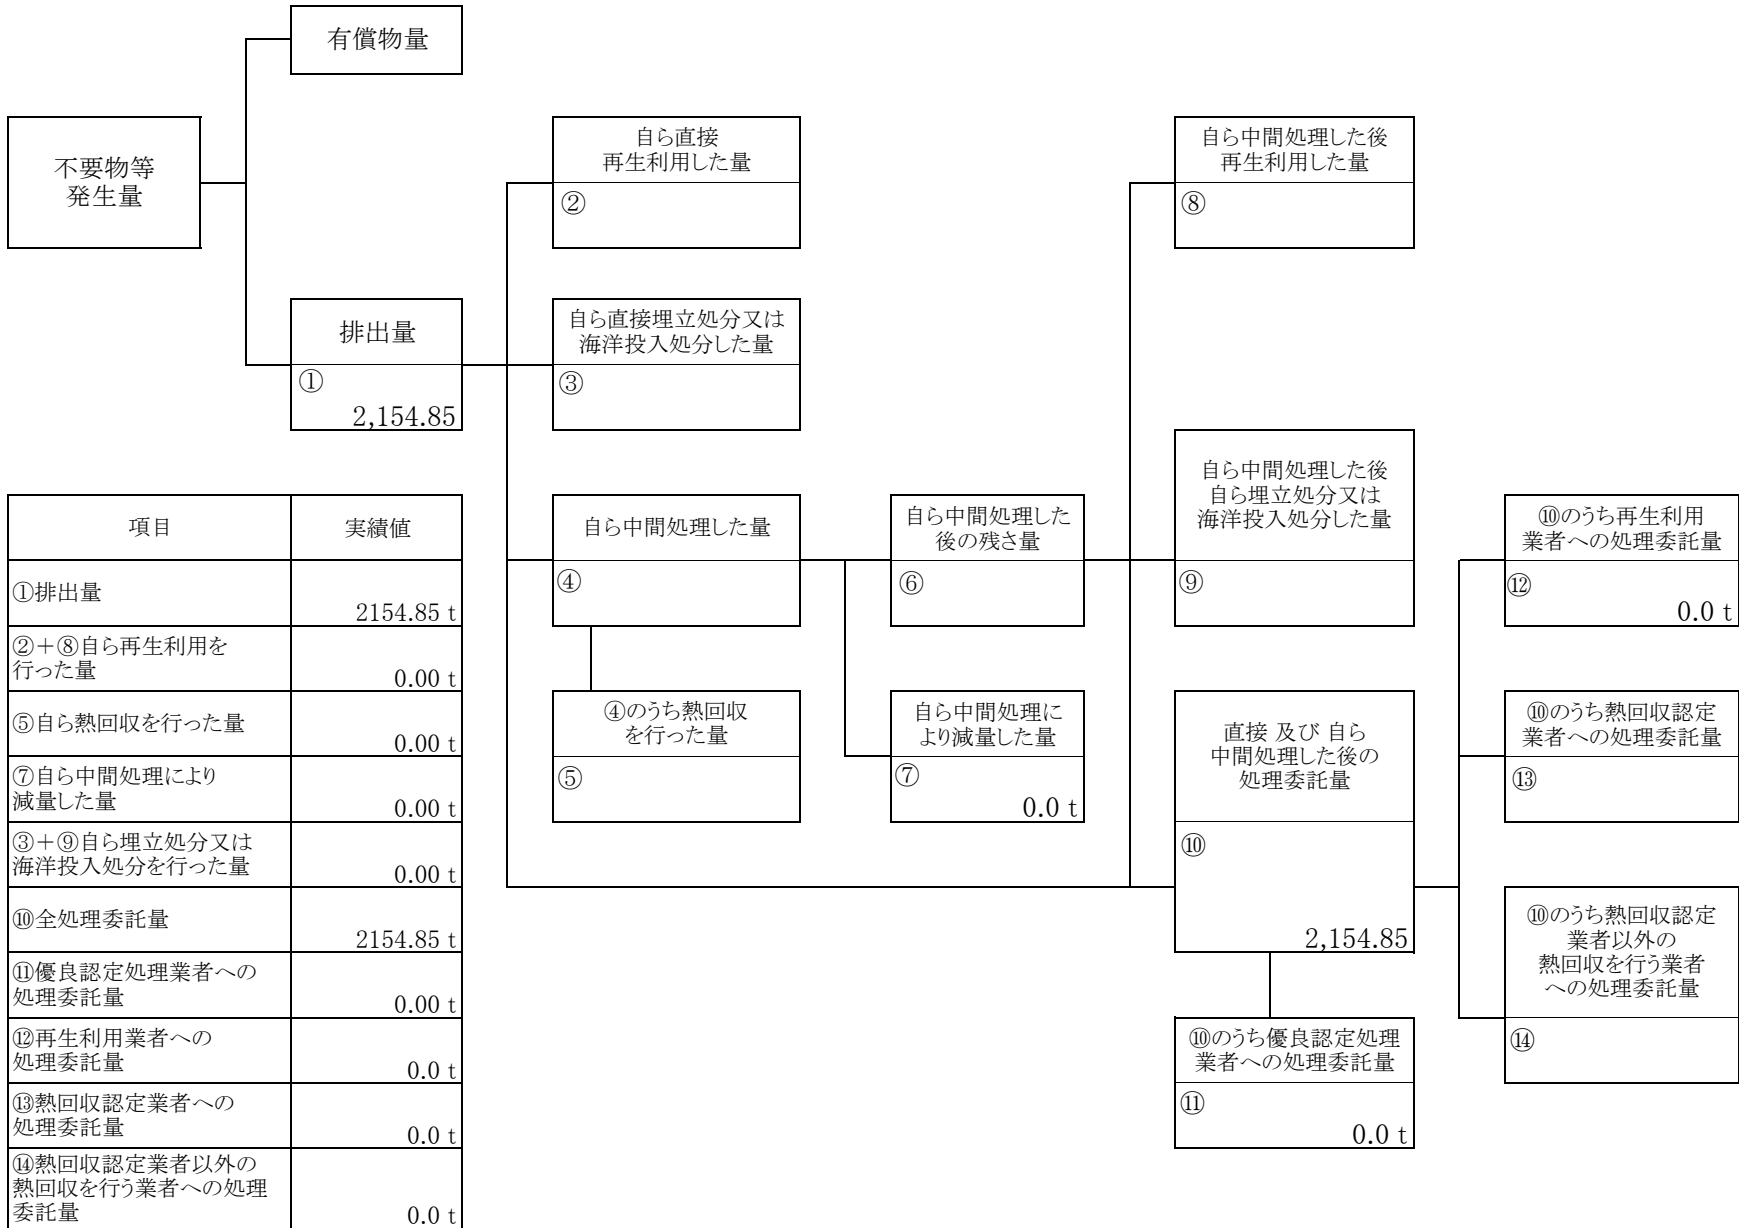 有償物量
不要物等
発生量
排出量
①
2,154.85
自ら直接
再生利用した量
②
自ら直接埋立処分又は
海洋投入処分した量
③
自ら中間処理した量
④
④のうち熱回収
を行った量
⑤
自ら中間処理した
後の残さ量
⑥
自ら中間処理に
より減量した量
⑦
0.0 t
自ら中間処理した後
再生利用した量
⑧
自ら中間処理した後
自ら埋立処分又は
海洋投入処分した量
⑨
直接 及び 自ら
中間処理した後の
処理委託量
⑩
2,154.85
⑩のうち優良認定処理
業者への処理委託量
⑪
0.0 t
⑩のうち再生利用
業者への処理委託量
⑫
0.0 t
⑩のうち熱回収認定
業者への処理委託量
⑬
⑩のうち熱回収認定
業者以外の
熱回収を行う業者
への処理委託量
⑭
項目 実績値
①排出量
2154.85 t
②+⑧自ら再生利用を
行った量
0.00 t
⑤自ら熱回収を行った量
0.00 t
⑦自ら中間処理により
減量した量
0.00 t
③+⑨自ら埋立処分又は
海洋投入処分を行った量
0.00 t
⑩全処理委託量
2154.85 t
⑪優良認定処理業者への
処理委託量
0.00 t
⑫再生利用業者への
処理委託量
0.0 t
⑬熱回収認定業者への
処理委託量
0.0 t
⑭熱回収認定業者以外の
熱回収を行う業者への処理
委託量
0.0 t